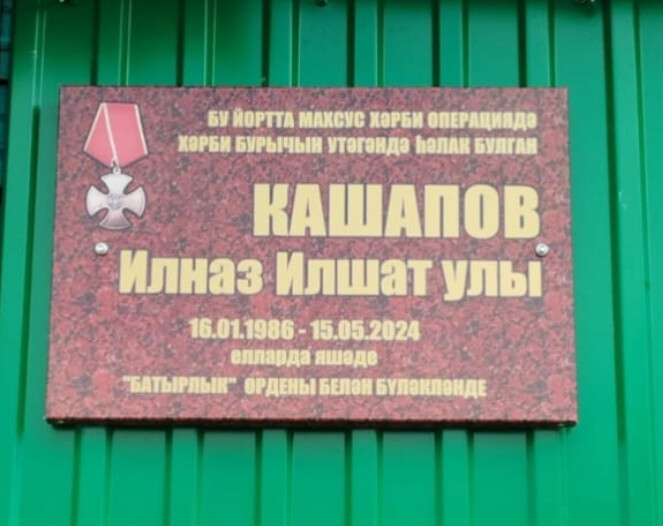 БУ ЙОРТТА МАХСУС ХӘРБИ ОПЕРАЦИЯДӘ
ХӘРБИ БУРЫЧЫН ҮТӘГӘНДӘ ҺӘЛАК БУЛГАН
КАШАПОВ
Илназ Илшат улы
16.01.1986 - 15.05.2024
елларда яшәде
"БАТЫРЛЫК" ОРДЕНЫ БЕЛӘН БҮЛӘКЛӘНДЕ